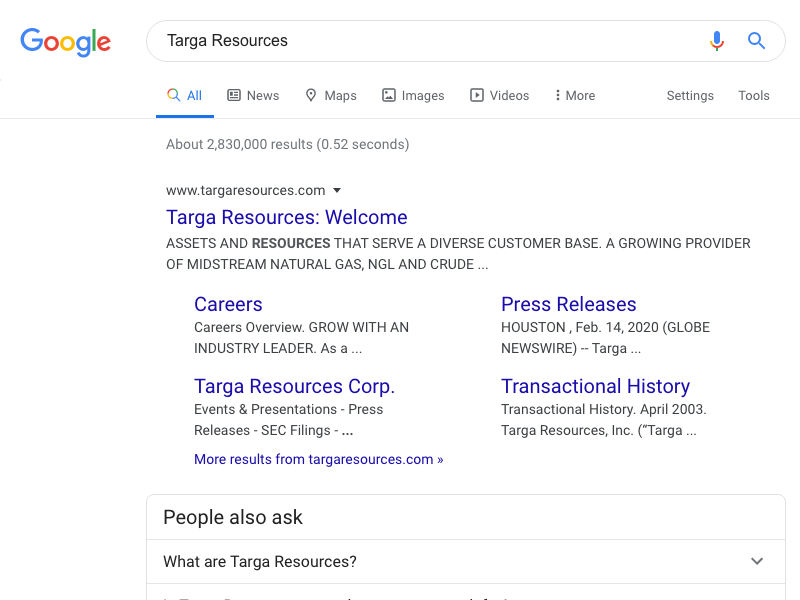 Google
Targa Resources
All
News
Maps
Images
Videos
More
Settings
Tools
About 2,830,000 results (0.52 seconds)
www.targaresources.com
Targa Resources: Welcome
ASSETS AND RESOURCES THAT SERVE A DIVERSE CUSTOMER BASE. A GROWING PROVIDER
OF MIDSTREAM NATURAL GAS, NGL AND CRUDE ...
Careers
Careers Overview. GROW WITH AN
INDUSTRY LEADER. As a ...
Press Releases
HOUSTON , Feb. 14, 2020 (GLOBE
NEWSWIRE) -- Targa ...
Targa Resources Corp.
Events & Presentations - Press
Releases - SEC Filings - ...
Transactional History
Transactional History. April 2003.
Targa Resources, Inc. (“Targa ...
More results from targaresources.com »
People also ask
What are Targa Resources?